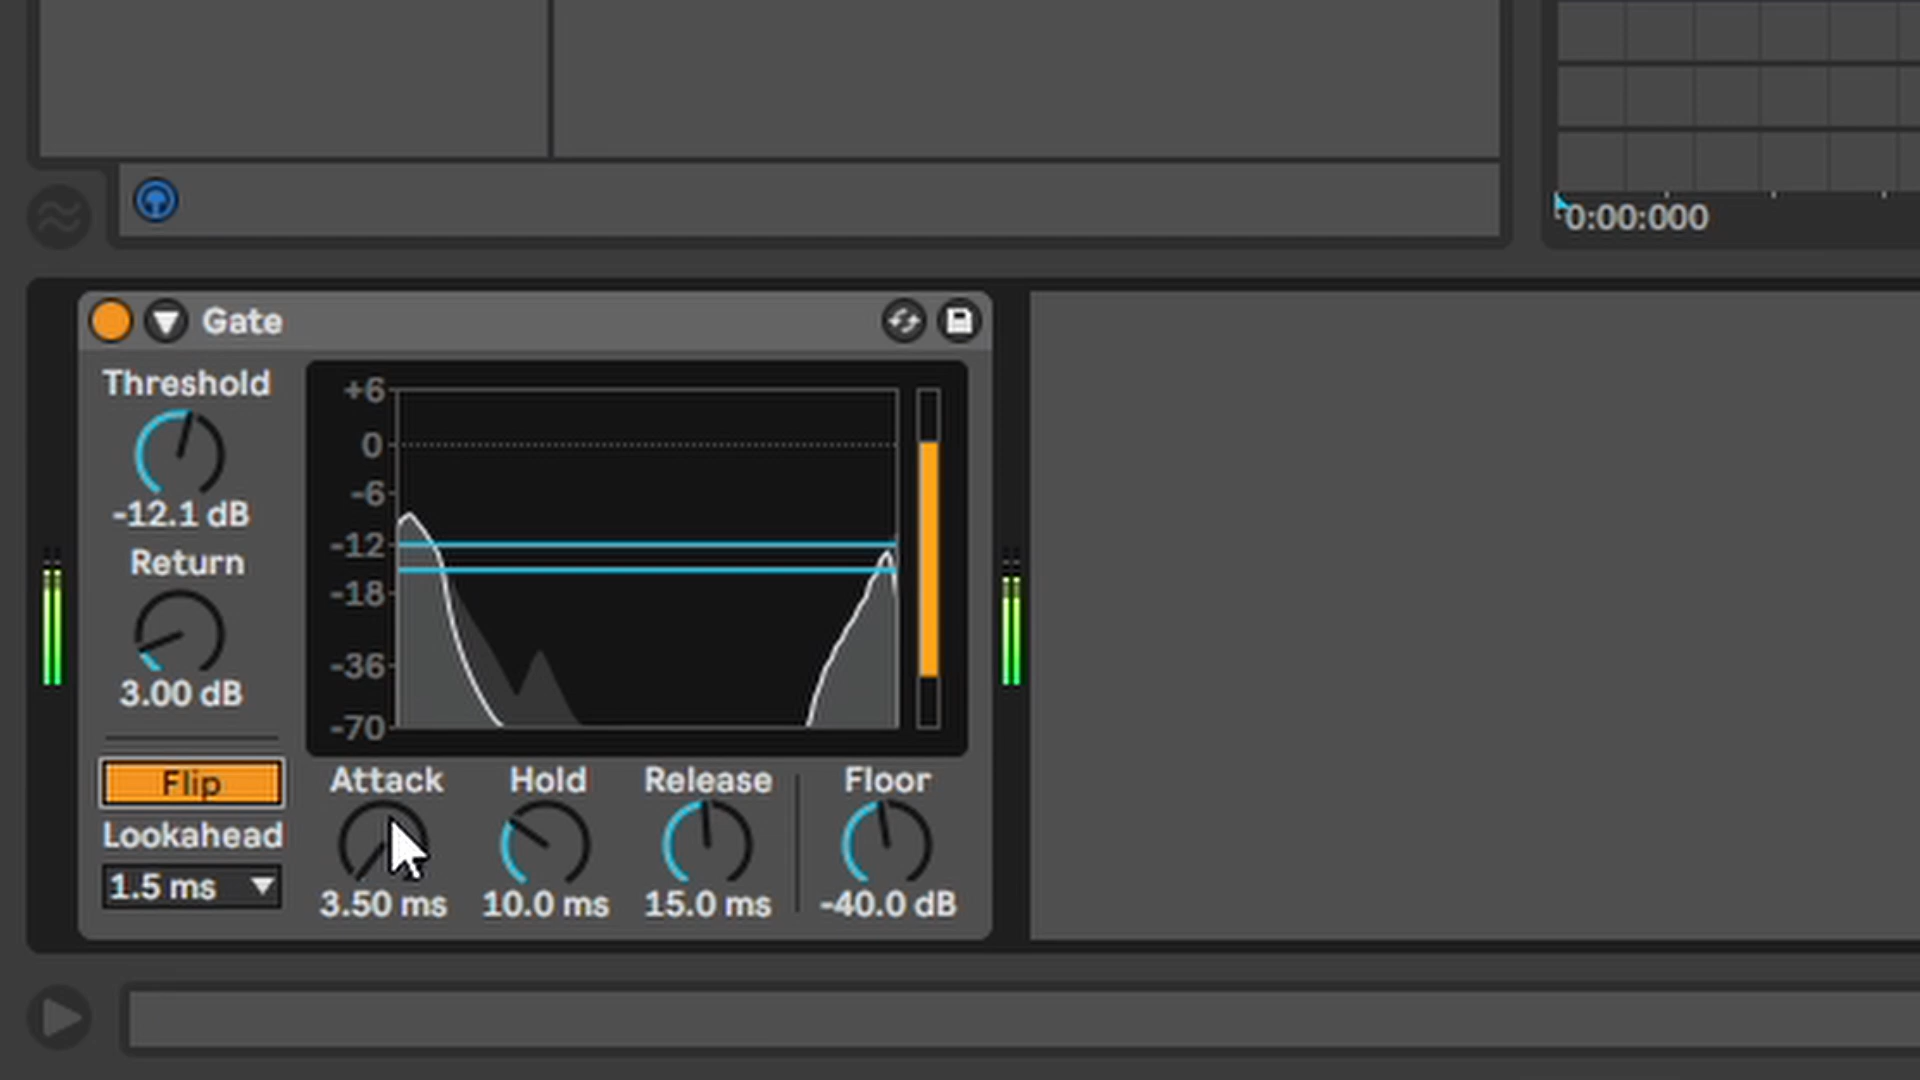 0:00:000
Gate
Threshold
-12.1 dB
Return
3.00 dB
Flip
Lookahead
1.5 ms
+6
0
-6
-12
-18
-36
-70
Attack
3.50 ms
Hold
10.0 ms
Release
15.0 ms
Floor
-40.0 dB